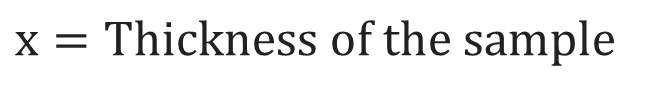 x = Thickness of the sample